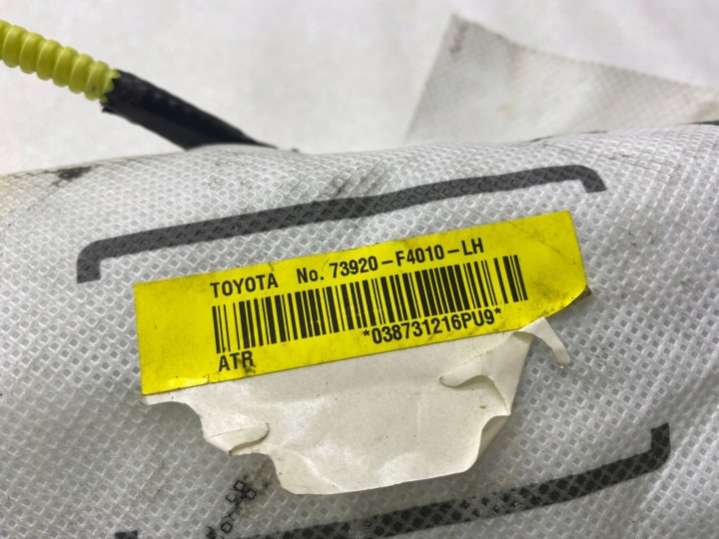 TOYOTA No. 73920-F4010-LH
*038731216PU9*
ATR